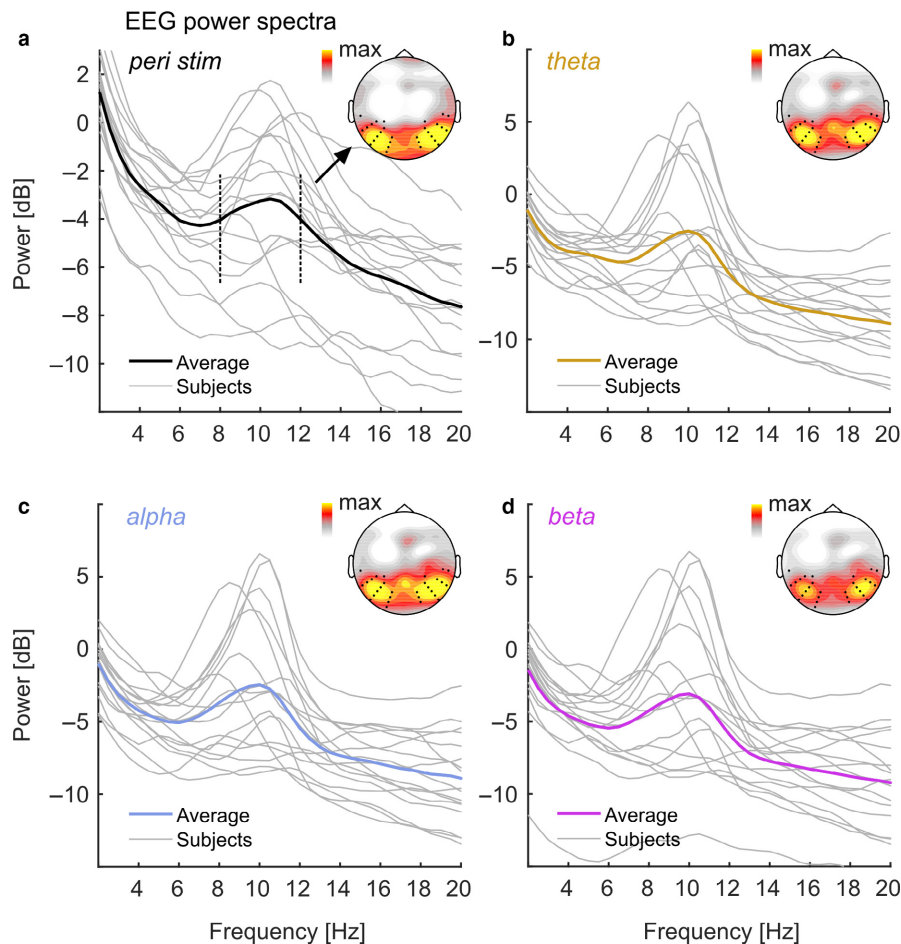 EEG power spectra
a
peri stim
max
2
0
−2
−4
−6
−8
−10
Power [dB]
Average
Subjects
4 6 8 10 12 14 16 18 20
b
theta
max
5
0
−5
−10
Average
Subjects
4 6 8 10 12 14 16 18 20
c
alpha
max
5
0
−5
−10
Power [dB]
Average
Subjects
4 6 8 10 12 14 16 18 20
Frequency [Hz]
d
beta
max
5
0
−5
−10
Average
Subjects
4 6 8 10 12 14 16 18 20
Frequency [Hz]